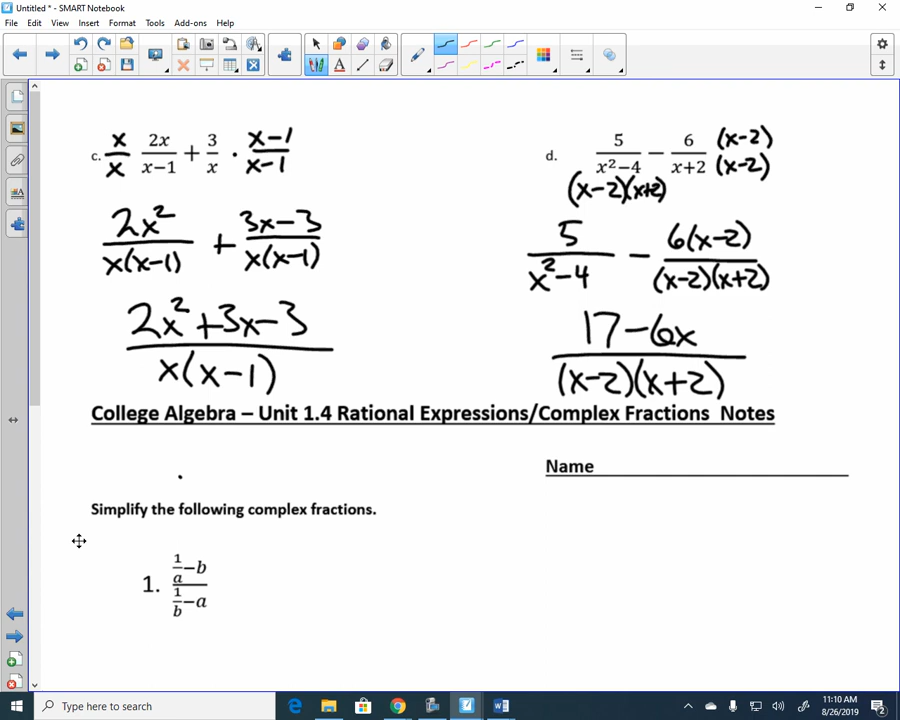 Untitled * - SMART Notebook
File Edit View Insert Format Tools Add-ons Help
c. x/x 2x/(x−1) + 3/x · (x−1)/(x−1)
2x²/(x(x−1)) + (3x−3)/(x(x−1))
(2x²+3x−3)/(x(x−1))
d. 5/(x²−4) − 6/(x+2) (x−2)/(x−2)
(x−2)(x+2)
5/(x²−4) − 6(x−2)/((x−2)(x+2))
(17−6x)/((x−2)(x+2))
College Algebra – Unit 1.4 Rational Expressions/Complex Fractions Notes
Name
Simplify the following complex fractions.
1. (1/a−b)/(1/b−a)
Type here to search
11:10 AM
8/26/2019
2